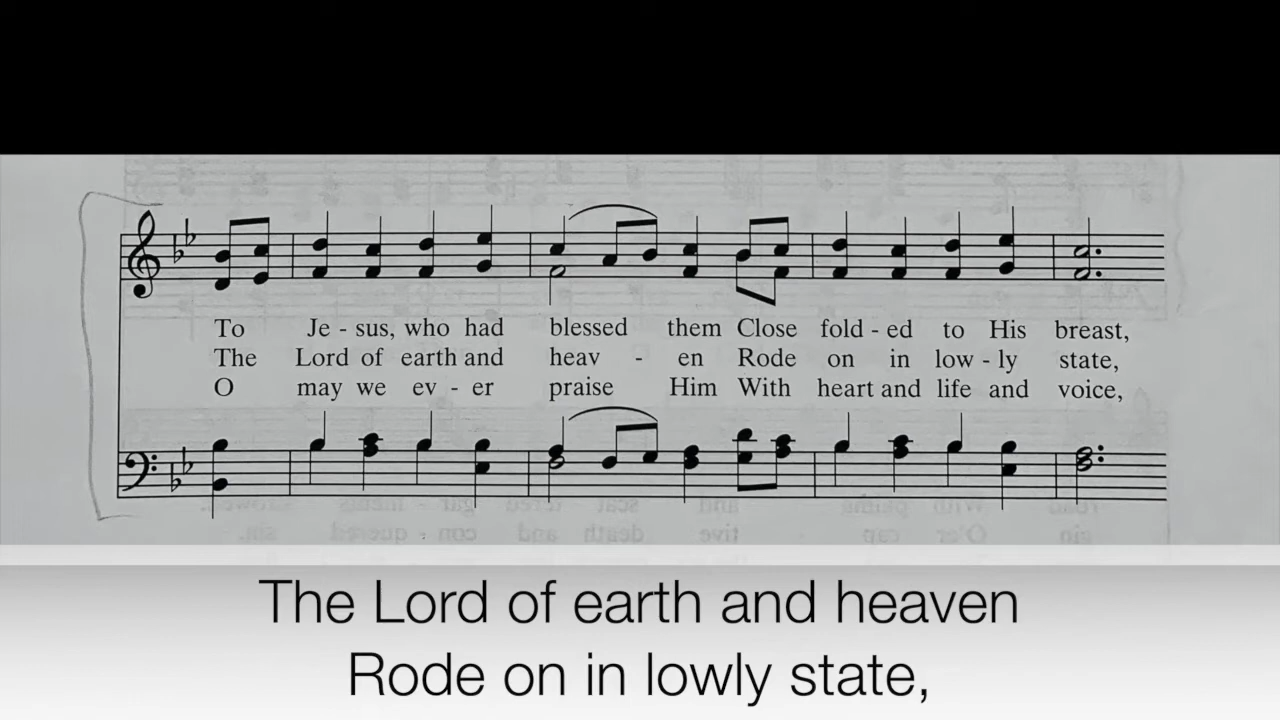 To Je - sus, who had blessed them Close fold - ed to His breast,
The Lord of earth and heav - en Rode on in low - ly state,
O may we ev - er praise Him With heart and life and voice,
The Lord of earth and heaven
Rode on in lowly state,